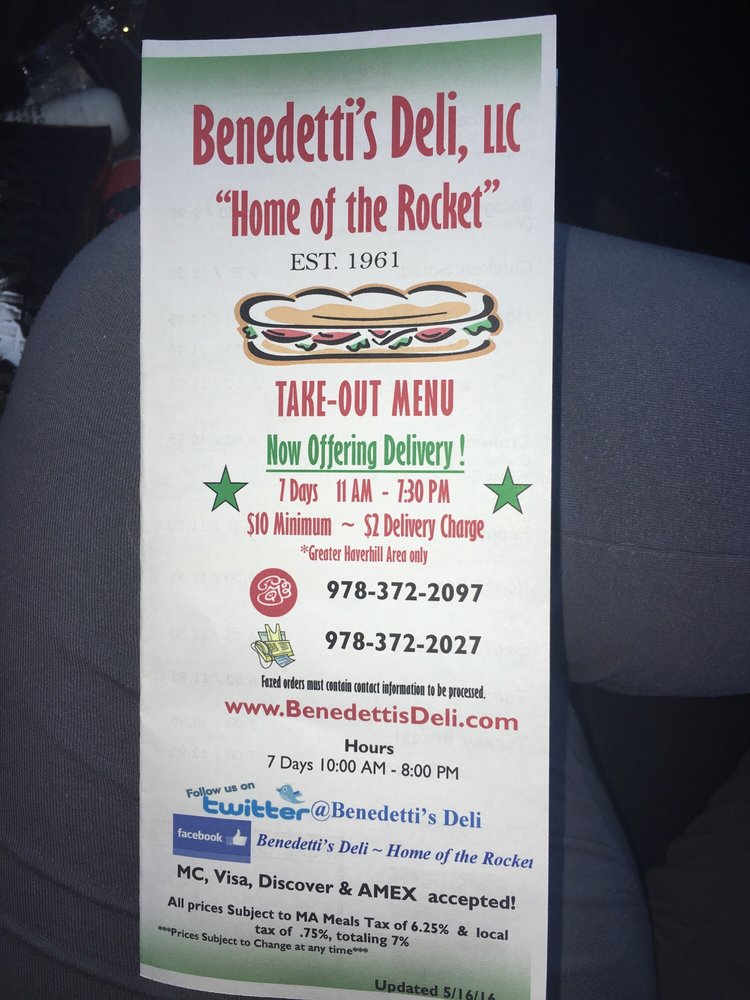 Benedetti's Deli, LLC
"Home of the Rocket"
EST. 1961
TAKE-OUT MENU
Now Offering Delivery !
7 Days 11 AM - 7:30 PM
$10 Minimum ~ $2 Delivery Charge
*Greater Haverhill Area only
978-372-2097
978-372-2027
Faxed orders must contain contact information to be processed.
www.BenedettisDeli.com
Hours
7 Days 10:00 AM - 8:00 PM
Follow us on
twitter @Benedetti's Deli
facebook Benedetti's Deli ~ Home of the Rocket
MC, Visa, Discover & AMEX accepted!
All prices Subject to MA Meals Tax of 6.25% & local
tax of .75%, totaling 7%
***Prices Subject to Change at any time***
Updated 5/16/16